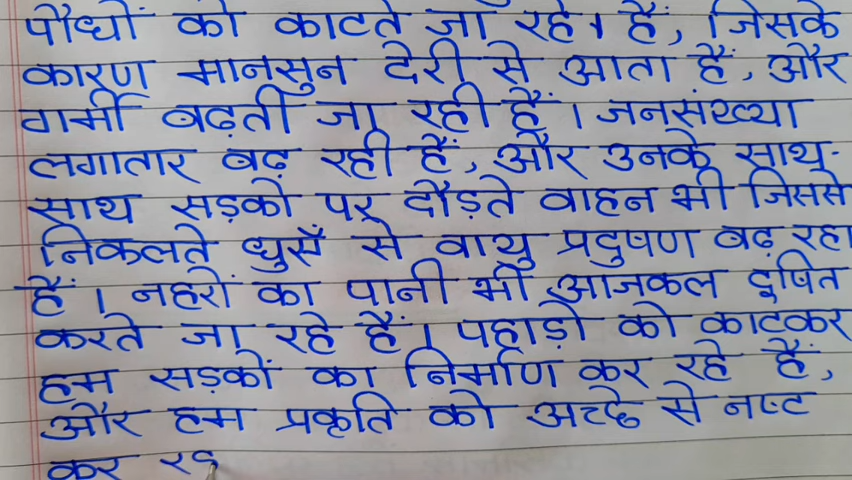 पौधों को काटते जा रहे। हैं, जिसके
कारण मानसुन देरी से आता हैं, और
गर्मी बढ़ती जा रही हैं। जनसंख्या
लगातार बढ़ रही हैं, और उनके साथ-
साथ सड़को पर दौड़ते वाहन भी जिससे
निकलते धुसैं से वायु प्रदुषण बढ़ रहा
हैं। नहरों का पानी भी आजकल दूषित
करते जा रहे हैं। पहाड़ो को काटकर
हम सड़कों का निर्माण कर रहे हैं,
और हम प्रकृति को अच्छे से नष्ट
कर